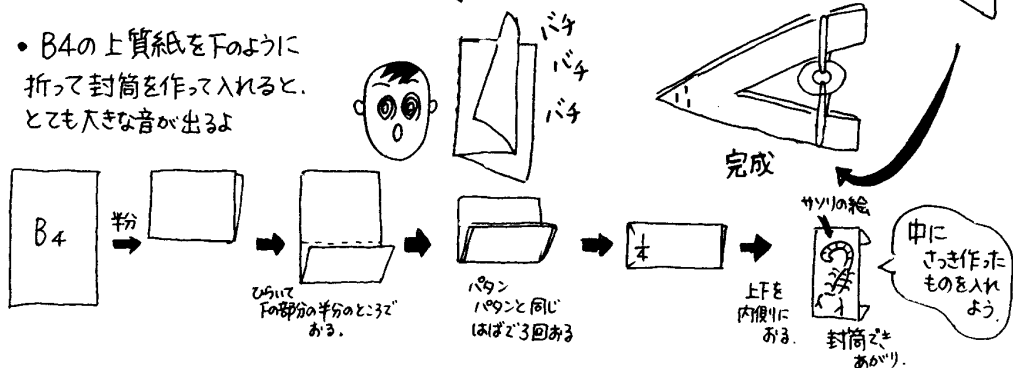 • B4の上質紙を下のように
折って封筒を作って入れると、
とても大きな音が出るよ
バチ
バチ
バチ
完成
B4
半分
ひらいて
下の部分の半分のところで
おる.
パタン
パタンと同じ
はばで3回おる
1/4
上下を
内側に
おる.
サソリの絵
封筒でき
あがり.
中に
さっき作った
ものを入れ
よう.